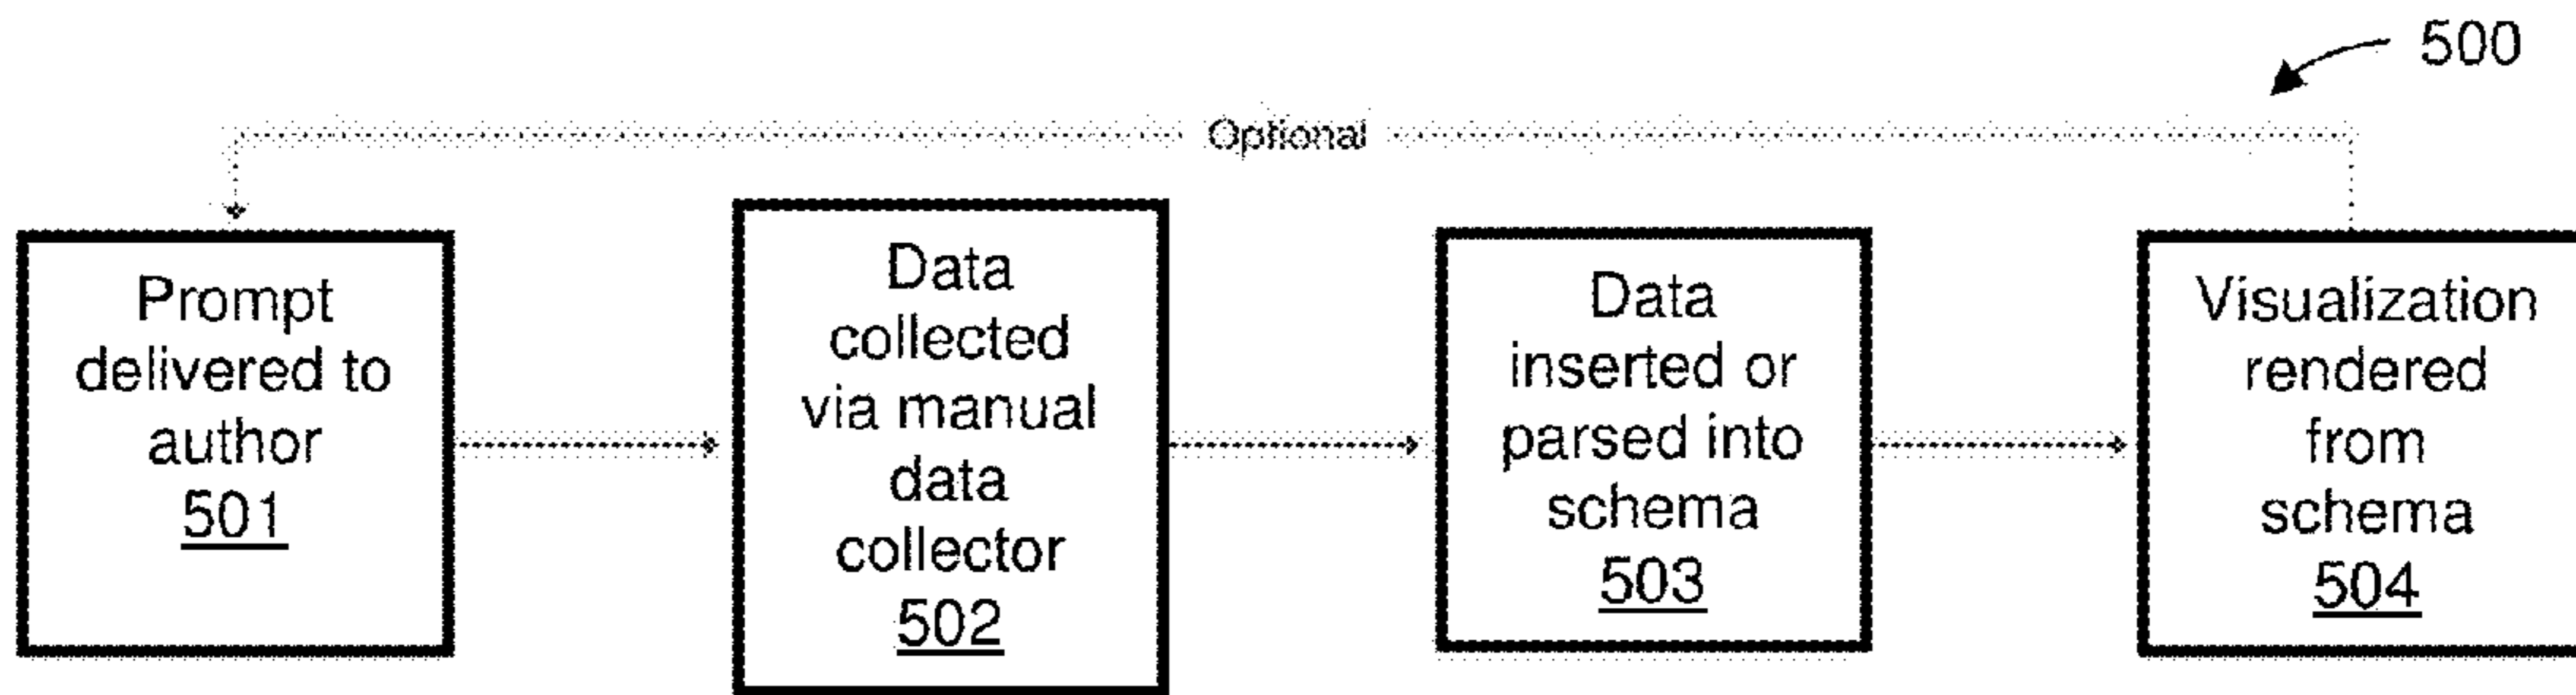 500
Optional
Prompt
delivered to
author
501
Data
collected
via manual
data
collector
502
Data
inserted or
parsed into
schema
503
Visualization
rendered
from
schema
504